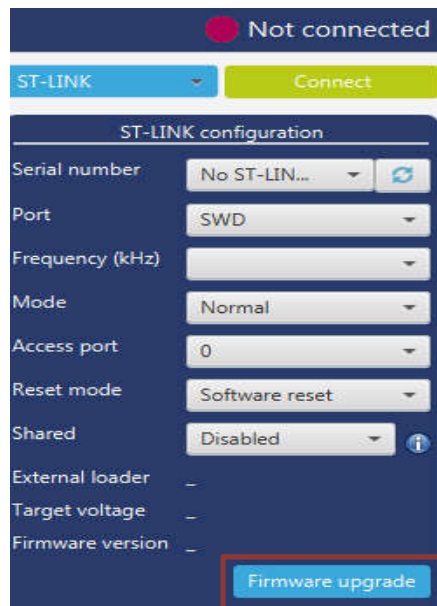 Not connected
ST-LINK Connect
ST-LINK configuration
Serial number No ST-LIN...
Port SWD
Frequency (kHz)
Mode Normal
Access port 0
Reset mode Software reset
Shared Disabled
External loader _
Target voltage _
Firmware version _
Firmware upgrade